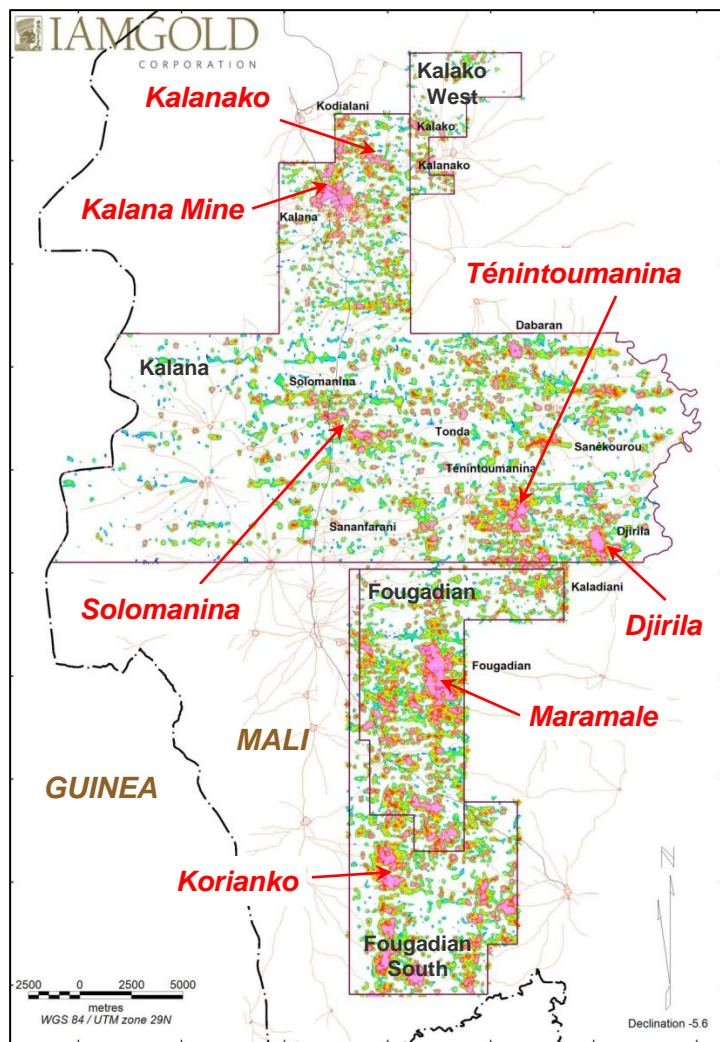 IAMGOLD
CORPORATION
Kalako
West
Kalanako
Kodialani
Kalako
Kalanako
Kalana Mine
Kalana
Ténintoumanina
Dabaran
Kalana
Solomanina
Tonda
Sanékourou
Ténintoumanina
Sananfarani
Djirila
Solomanina
Fougadian
Kaladiani
Djirila
Fougadian
Maramale
MALI
GUINEA
Korianko
Fougadian
South
N
2500 0 2500 5000
metres
WGS 84 / UTM zone 29N
Declination -5.6